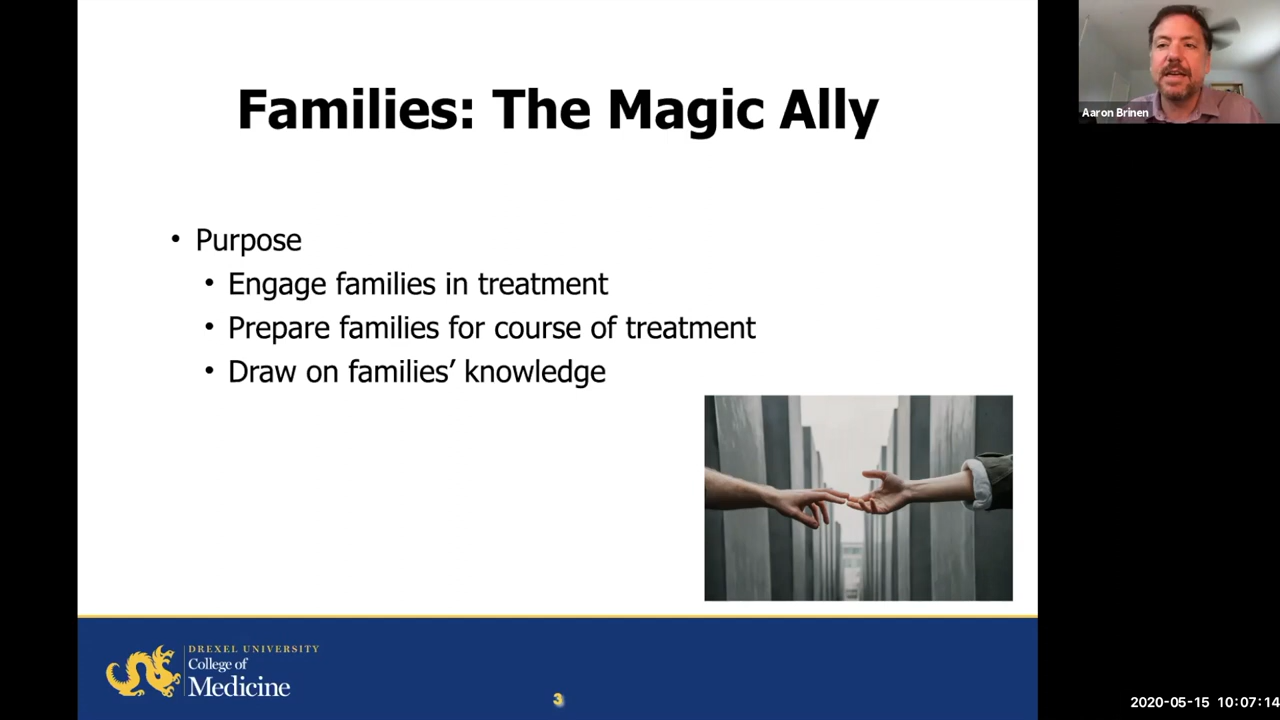 Families: The Magic Ally
• Purpose
• Engage families in treatment
• Prepare families for course of treatment
• Draw on families’ knowledge
DREXEL UNIVERSITY
College of
Medicine
3
Aaron Brinen
2020-05-15 10:07:14